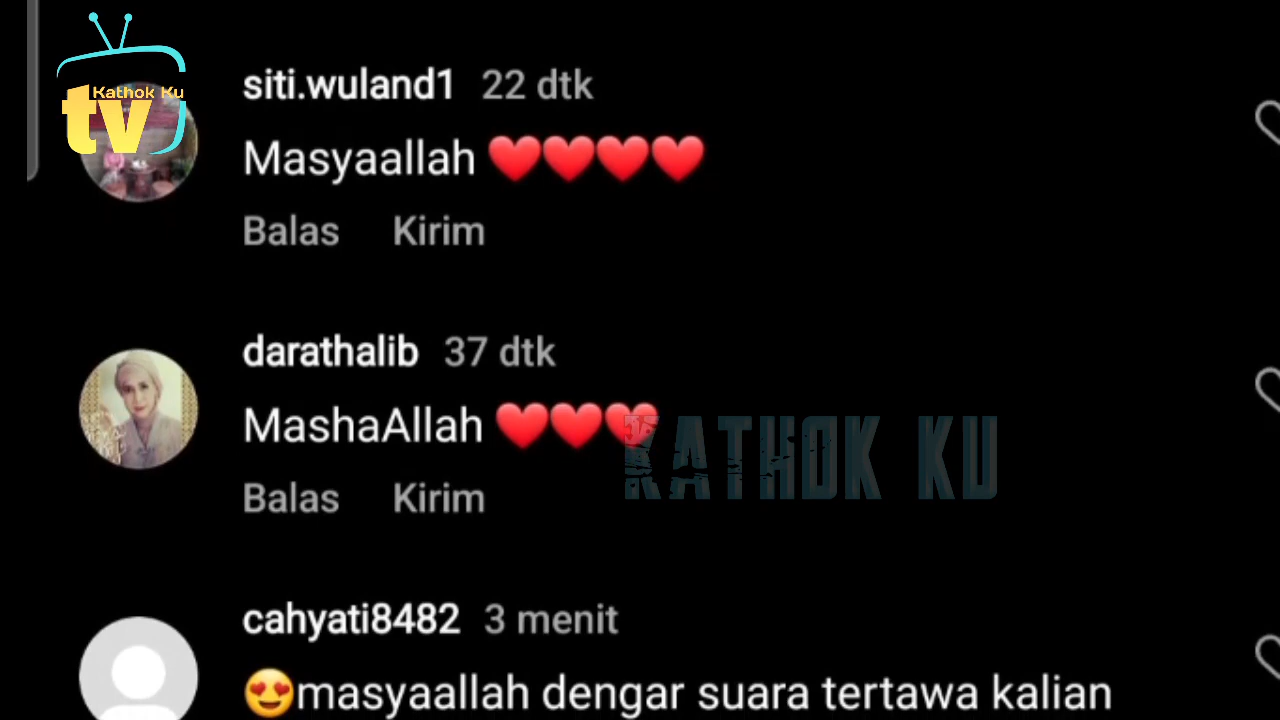 tv Kathok Ku
siti.wuland1 22 dtk
Masyaallah ❤️❤️❤️❤️
Balas Kirim
darathalib 37 dtk
MashaAllah ❤️❤️❤️
KATHOK KU
Balas Kirim
cahyati8482 3 menit
😍masyaallah dengar suara tertawa kalian